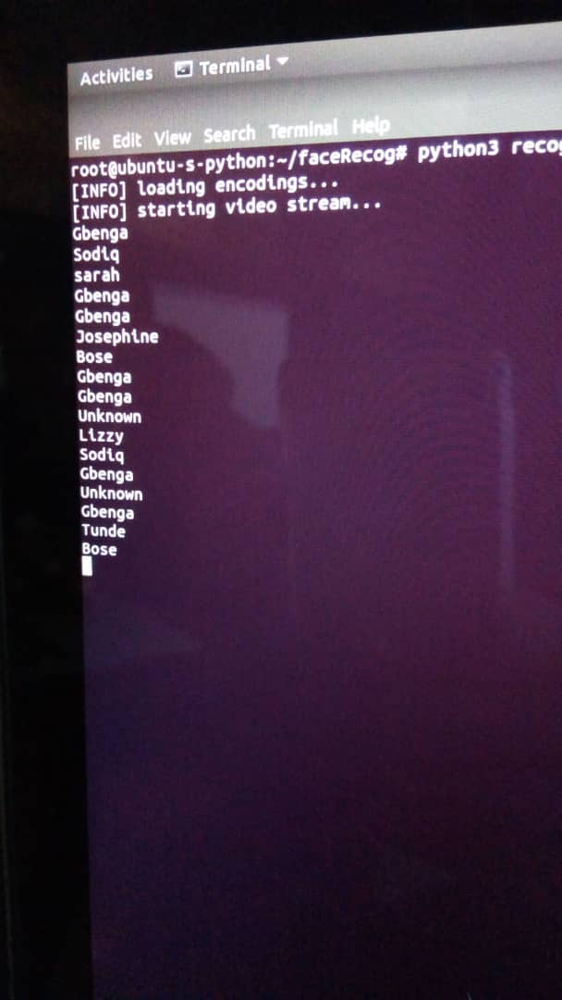 Activities Terminal
File Edit View Search Terminal Help
root@ubuntu-s-python:~/faceRecog# python3 recog
[INFO] loading encodings...
[INFO] starting video stream...
Gbenga
Sodiq
sarah
Gbenga
Gbenga
Josephine
Bose
Gbenga
Gbenga
Unknown
Lizzy
Sodiq
Gbenga
Unknown
Gbenga
Tunde
Bose